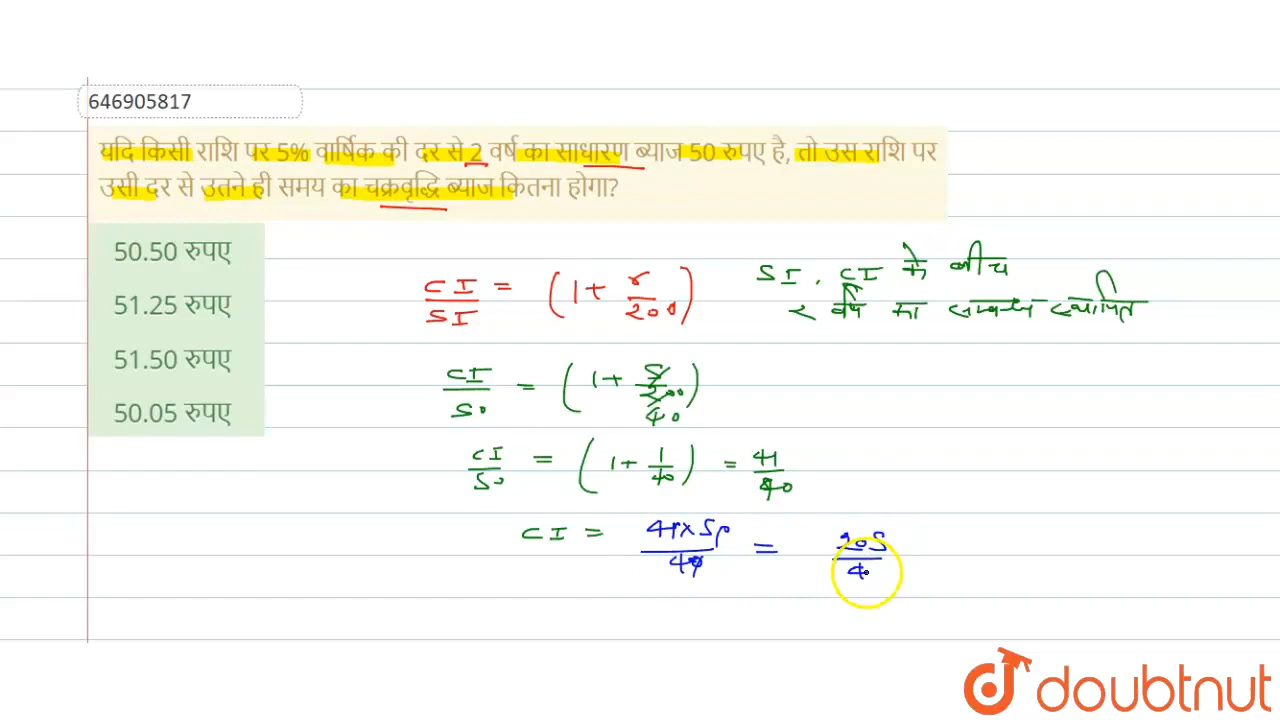 646905817
यदि किसी राशि पर 5% वार्षिक की दर से 2 वर्ष का साधारण ब्याज 50 रुपए है, तो उस राशि पर
उसी दर से उतने ही समय का चक्रवृद्धि ब्याज कितना होगा?
50.50 रुपए
51.25 रुपए
51.50 रुपए
50.05 रुपए
CI/SI = (1 + r/200)
SI, CI के बीच
2 वर्ष का सम्बन्ध स्थापित
CI/50 = (1 + 5/200)
40
CI/50 = (1 + 1/40) = 41/40
CI = 41×50/40 = 205/4
doubtnut